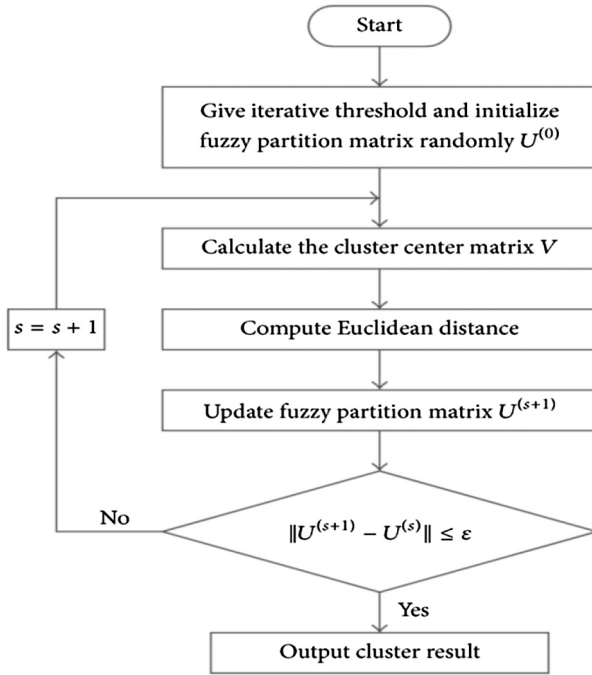 Start
Give iterative threshold and initialize
fuzzy partition matrix randomly U^(0)
Calculate the cluster center matrix V
s = s + 1
Compute Euclidean distance
Update fuzzy partition matrix U^(s+1)
No
‖U^(s+1) − U^(s)‖ ≤ ε
Yes
Output cluster result